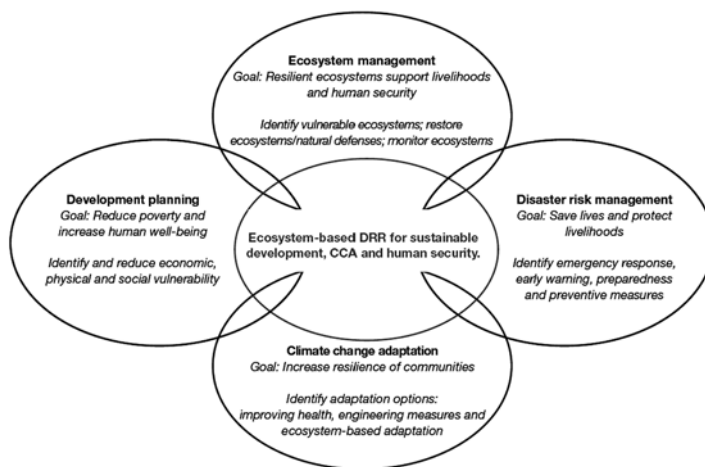 Ecosystem management
Goal: Resilient ecosystems support livelihoods
and human security
Identify vulnerable ecosystems; restore
ecosystems/natural defenses; monitor ecosystems
Development planning
Goal: Reduce poverty and
increase human well-being
Identify and reduce economic,
physical and social vulnerability
Ecosystem-based DRR for sustainable
development, CCA and human security.
Disaster risk management
Goal: Save lives and protect
livelihoods
Identify emergency response,
early warning, preparedness
and preventive measures
Climate change adaptation
Goal: Increase resilience of communities
Identify adaptation options:
improving health, engineering measures and
ecosystem-based adaptation